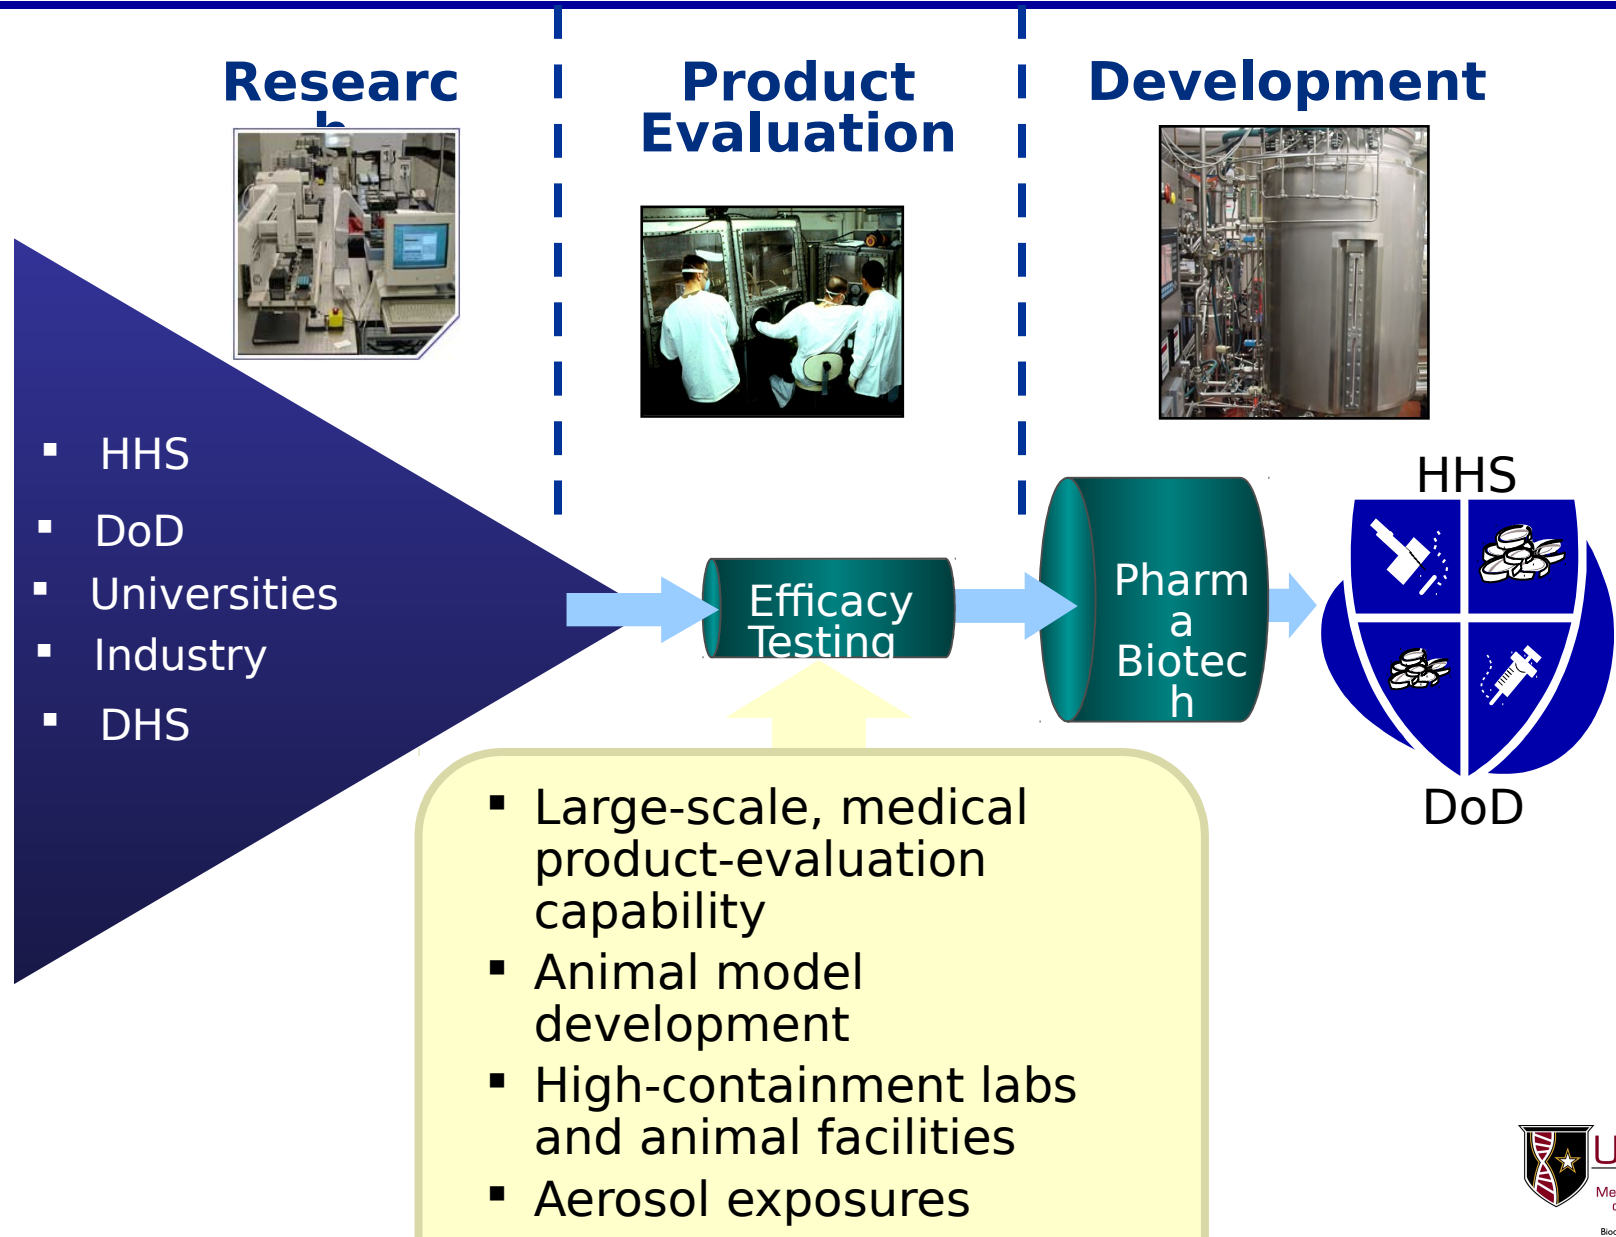 Researc
h
Product
Evaluation
Development
HHS
DoD
Universities
Industry
DHS
Efficacy
Testing
Pharm
a
Biotec
h
HHS
DoD
Large-scale, medical
product-evaluation
capability
Animal model
development
High-containment labs
and animal facilities
Aerosol exposures